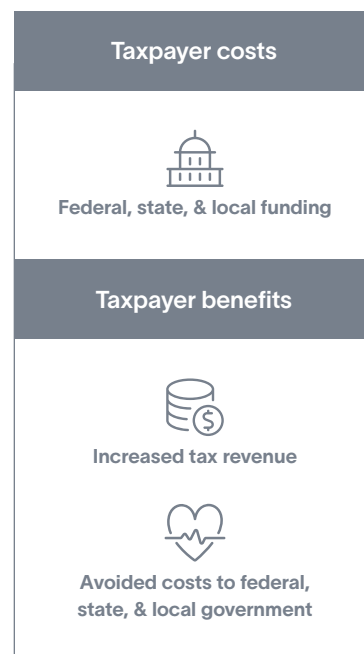 Taxpayer costs
Federal, state, & local funding
Taxpayer benefits
$
Increased tax revenue
Avoided costs to federal,
state, & local government